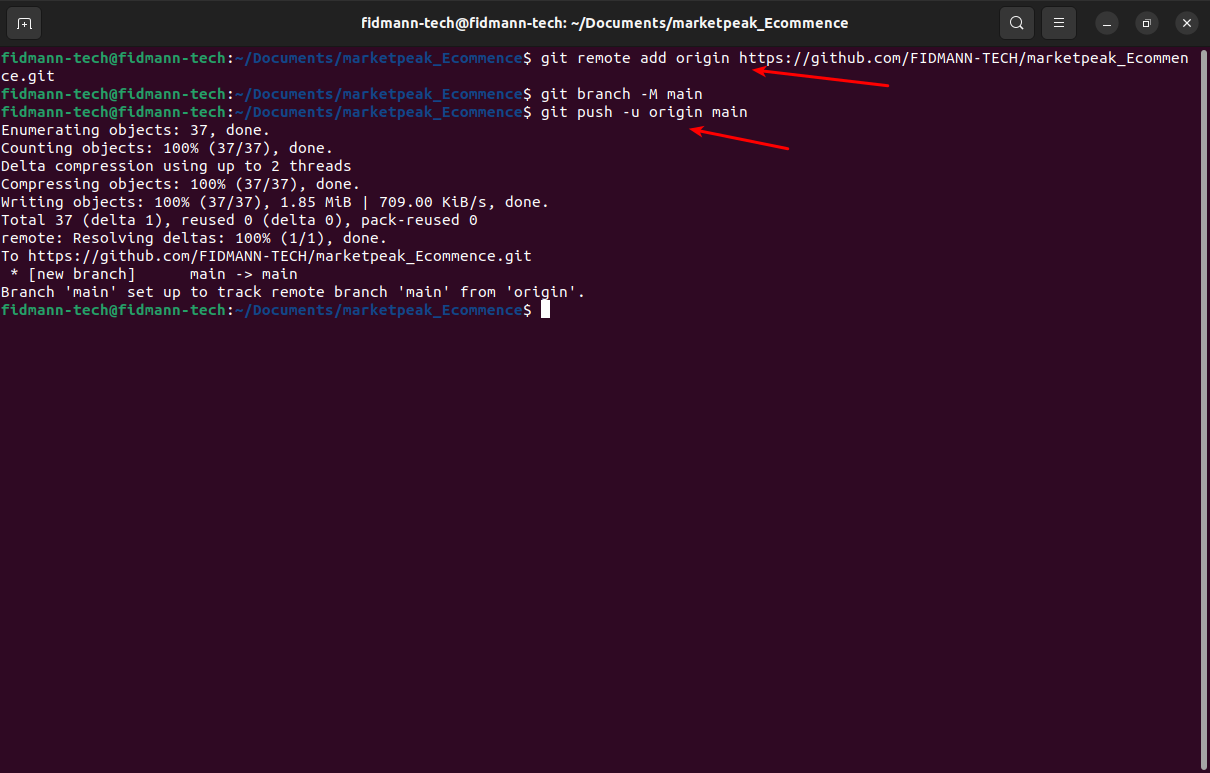 fidmann-tech@fidmann-tech: ~/Documents/marketpeak_Ecommence
fidmann-tech@fidmann-tech:~/Documents/marketpeak_Ecommence$ git remote add origin https://github.com/FIDMANN-TECH/marketpeak_Ecommen
ce.git
fidmann-tech@fidmann-tech:~/Documents/marketpeak_Ecommence$ git branch -M main
fidmann-tech@fidmann-tech:~/Documents/marketpeak_Ecommence$ git push -u origin main
Enumerating objects: 37, done.
Counting objects: 100% (37/37), done.
Delta compression using up to 2 threads
Compressing objects: 100% (37/37), done.
Writing objects: 100% (37/37), 1.85 MiB | 709.00 KiB/s, done.
Total 37 (delta 1), reused 0 (delta 0), pack-reused 0
remote: Resolving deltas: 100% (1/1), done.
To https://github.com/FIDMANN-TECH/marketpeak_Ecommence.git
 * [new branch]      main -> main
Branch 'main' set up to track remote branch 'main' from 'origin'.
fidmann-tech@fidmann-tech:~/Documents/marketpeak_Ecommence$